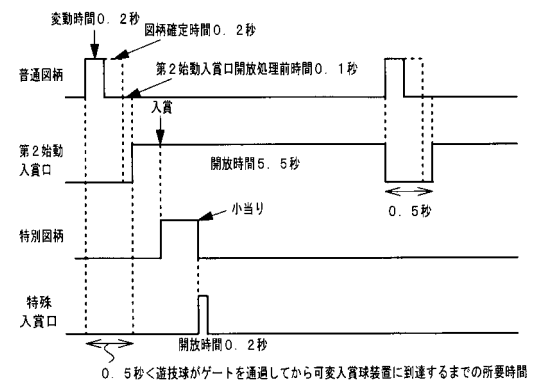 変動時間0．2秒
図柄確定時間0．2秒
第2始動入賞口開放処理前時間0．1秒
普通図柄
入賞
第2始動
入賞口
開放時間5．5秒
0．5秒
小当り
特別図柄
特殊
入賞口
開放時間0．2秒
0．5秒＜遊技球がゲートを通過してから可変入賞球装置に到達するまでの所要時間